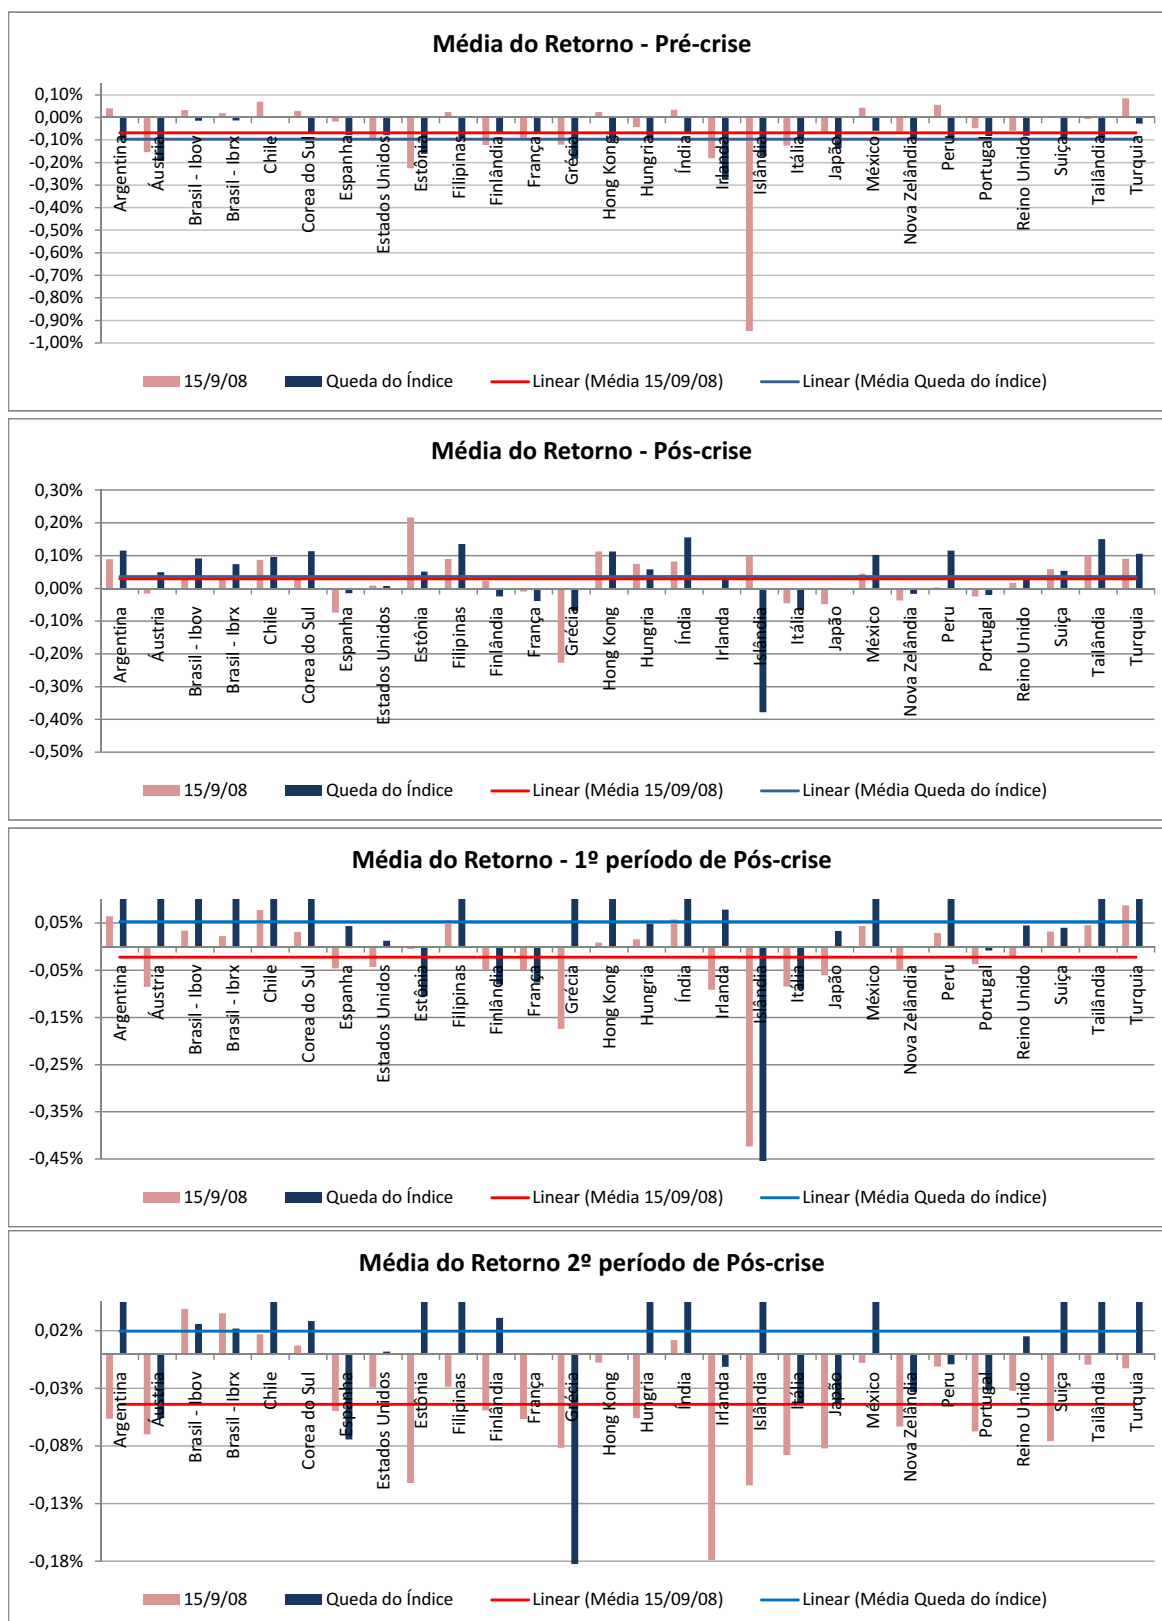 Média do Retorno - Pré-crise
0,10%
0,00%
-0,10%
-0,20%
-0,30%
-0,40%
-0,50%
-0,60%
-0,70%
-0,80%
-0,90%
-1,00%
Argentina
Áustria
Brasil - Ibov
Brasil - Ibrx
Chile
Corea do Sul
Espanha
Estados Unidos
Estônia
Filipinas
Finlândia
França
Grécia
Hong Kong
Hungria
Índia
Irlanda
Islândia
Itália
Japão
México
Nova Zelândia
Peru
Portugal
Reino Unido
Suiça
Tailândia
Turquia
15/9/08 Queda do Índice Linear (Média 15/09/08) Linear (Média Queda do índice)
Média do Retorno - Pós-crise
0,30%
0,20%
0,10%
0,00%
-0,10%
-0,20%
-0,30%
-0,40%
-0,50%
Argentina
Áustria
Brasil - Ibov
Brasil - Ibrx
Chile
Corea do Sul
Espanha
Estados Unidos
Estônia
Filipinas
Finlândia
França
Grécia
Hong Kong
Hungria
Índia
Irlanda
Islândia
Itália
Japão
México
Nova Zelândia
Peru
Portugal
Reino Unido
Suiça
Tailândia
Turquia
15/9/08 Queda do Índice Linear (Média 15/09/08) Linear (Média Queda do índice)
Média do Retorno - 1º período de Pós-crise
0,05%
-0,05%
-0,15%
-0,25%
-0,35%
-0,45%
Argentina
Áustria
Brasil - Ibov
Brasil - Ibrx
Chile
Corea do Sul
Espanha
Estados Unidos
Estônia
Filipinas
Finlândia
França
Grécia
Hong Kong
Hungria
Índia
Irlanda
Islândia
Itália
Japão
México
Nova Zelândia
Peru
Portugal
Reino Unido
Suiça
Tailândia
Turquia
15/9/08 Queda do Índice Linear (Média 15/09/08) Linear (Média Queda do índice)
Média do Retorno 2º período de Pós-crise
0,02%
-0,03%
-0,08%
-0,13%
-0,18%
Argentina
Áustria
Brasil - Ibov
Brasil - Ibrx
Chile
Corea do Sul
Espanha
Estados Unidos
Estônia
Filipinas
Finlândia
França
Grécia
Hong Kong
Hungria
Índia
Irlanda
Islândia
Itália
Japão
México
Nova Zelândia
Peru
Portugal
Reino Unido
Suiça
Tailândia
Turquia
15/9/08 Queda do Índice Linear (Média 15/09/08) Linear (Média Queda do índice)